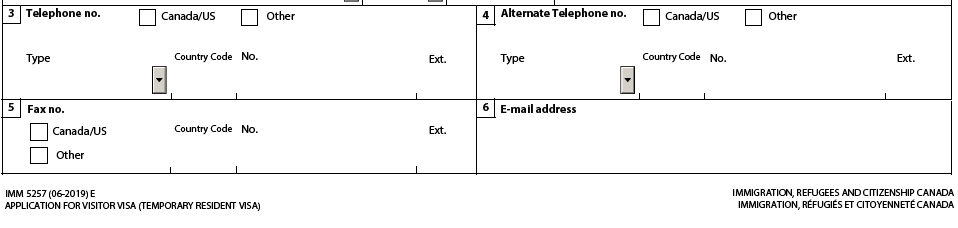 3 Telephone no. Canada/US Other
Type Country Code No. Ext.
4 Alternate Telephone no. Canada/US Other
Type Country Code No. Ext.
5 Fax no.
Canada/US Country Code No. Ext.
Other
6 E-mail address
IMM 5257 (06-2019) E
APPLICATION FOR VISITOR VISA (TEMPORARY RESIDENT VISA)
IMMIGRATION, REFUGEES AND CITIZENSHIP CANADA
IMMIGRATION, RÉFUGIÉS ET CITOYENNETÉ CANADA